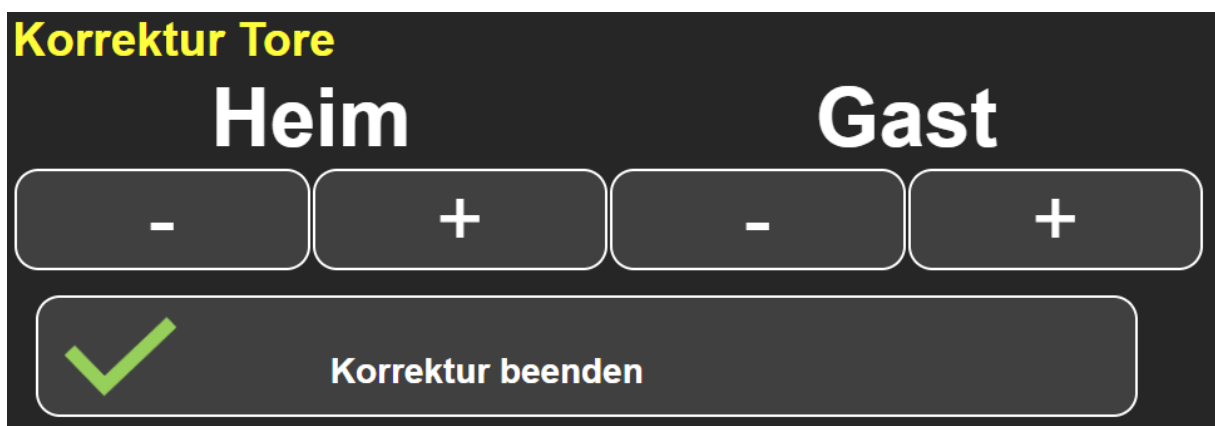 Korrektur Tore
Heim Gast
- + - +
Korrektur beenden